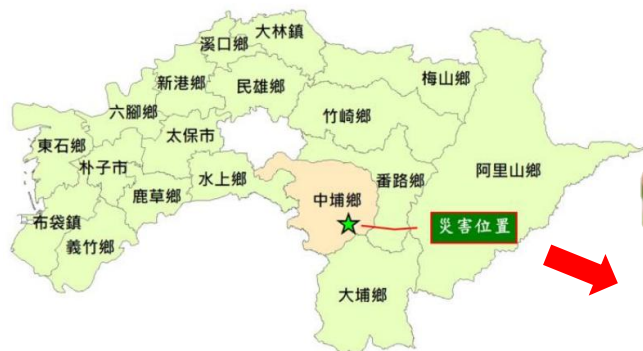 大林鎮
溪口鄉
梅山鄉
新港鄉
民雄鄉
六腳鄉
竹崎鄉
太保市
東石鄉
朴子市
水上鄉
番路鄉
阿里山鄉
鹿草鄉
中埔鄉
布袋鎮
災害位置
義竹鄉
大埔鄉